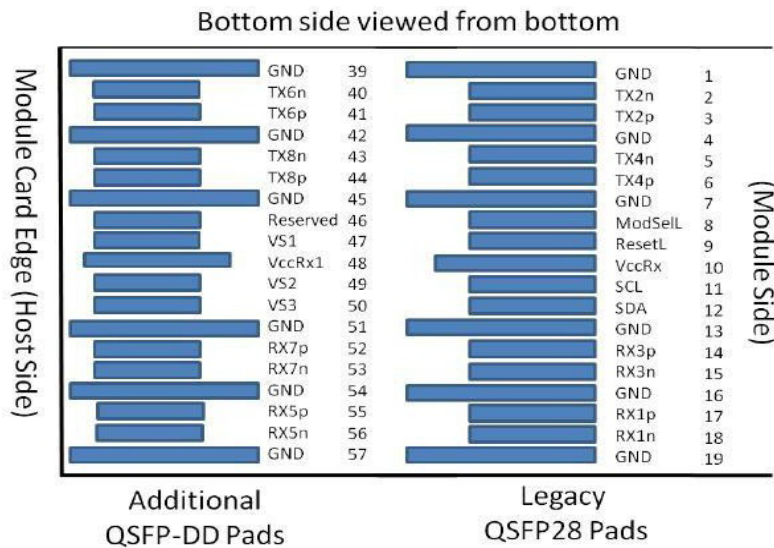 Bottom side viewed from bottom
Module Card Edge (Host Side)
GND 39
TX6n 40
TX6p 41
GND 42
TX8n 43
TX8p 44
GND 45
Reserved 46
VS1 47
VccRx1 48
VS2 49
VS3 50
GND 51
RX7p 52
RX7n 53
GND 54
RX5p 55
RX5n 56
GND 57
GND 1
TX2n 2
TX2p 3
GND 4
TX4n 5
TX4p 6
GND 7
ModSelL 8
ResetL 9
VccRx 10
SCL 11
SDA 12
GND 13
RX3p 14
RX3n 15
GND 16
RX1p 17
RX1n 18
GND 19
(Module Side)
Additional
QSFP-DD Pads
Legacy
QSFP28 Pads